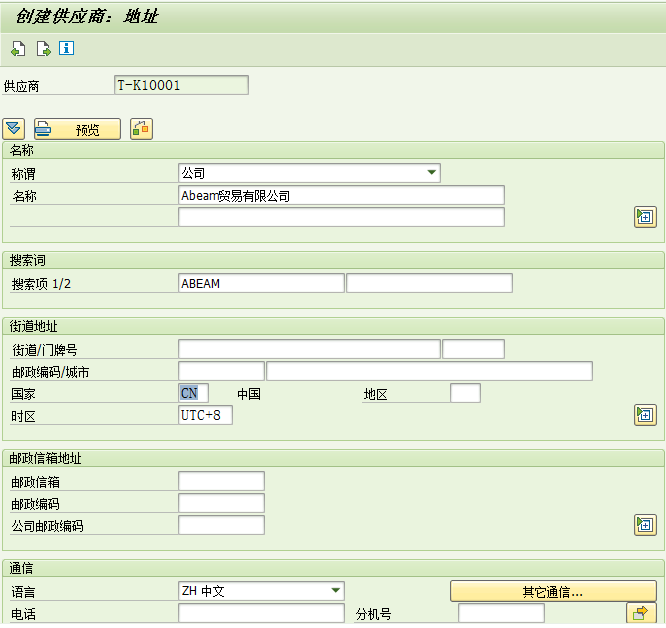 创建供应商：地址
供应商 T-K10001
预览
名称
称谓 公司
名称 Abeam贸易有限公司
搜索词
搜索项 1/2 ABEAM
街道地址
街道/门牌号
邮政编码/城市
国家 CN 中国 地区
时区 UTC+8
邮政信箱地址
邮政信箱
邮政编码
公司邮政编码
通信
语言 ZH 中文 其它通信...
电话 分机号